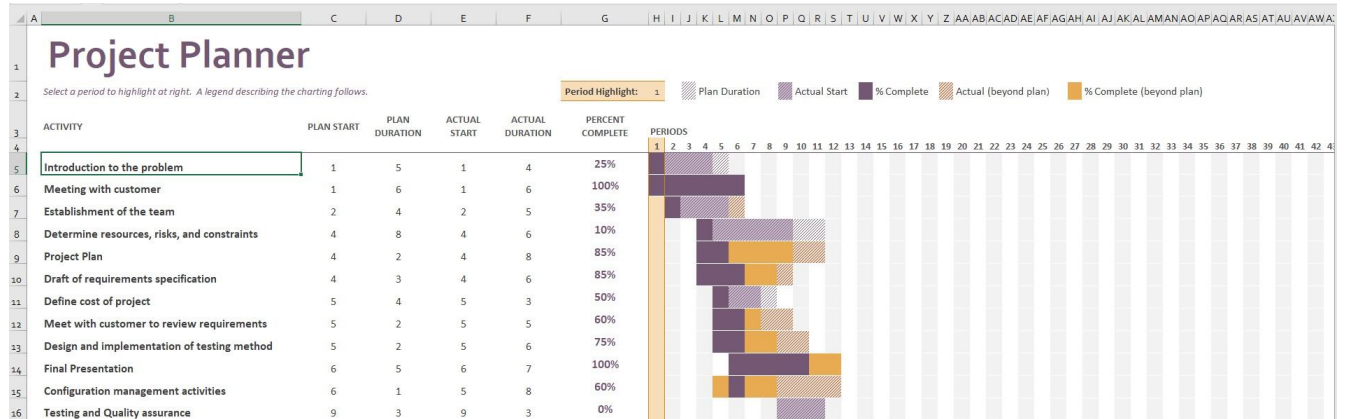 A B C D E F G H I J K L M N O P Q R S T U V W X Y Z AA AB AC AD AE AF AG AH AI AJ AK AL AM AN AO AP AQ AR AS AT AU AV AW
1 Project Planner
2 Select a period to highlight at right. A legend describing the charting follows. Period Highlight: 1 Plan Duration Actual Start % Complete Actual (beyond plan) % Complete (beyond plan)
3 ACTIVITY PLAN START PLAN DURATION ACTUAL START ACTUAL DURATION PERCENT COMPLETE PERIODS
4 1 2 3 4 5 6 7 8 9 10 11 12 13 14 15 16 17 18 19 20 21 22 23 24 25 26 27 28 29 30 31 32 33 34 35 36 37 38 39 40 41 42
5 Introduction to the problem 1 5 1 4 25%
6 Meeting with customer 1 6 1 6 100%
7 Establishment of the team 2 4 2 5 35%
8 Determine resources, risks, and constraints 4 8 4 6 10%
9 Project Plan 4 2 4 8 85%
10 Draft of requirements specification 4 3 4 6 85%
11 Define cost of project 5 4 5 3 50%
12 Meet with customer to review requirements 5 2 5 5 60%
13 Design and implementation of testing method 5 2 5 6 75%
14 Final Presentation 6 5 6 7 100%
15 Configuration management activities 6 1 5 8 60%
16 Testing and Quality assurance 9 3 9 3 0%